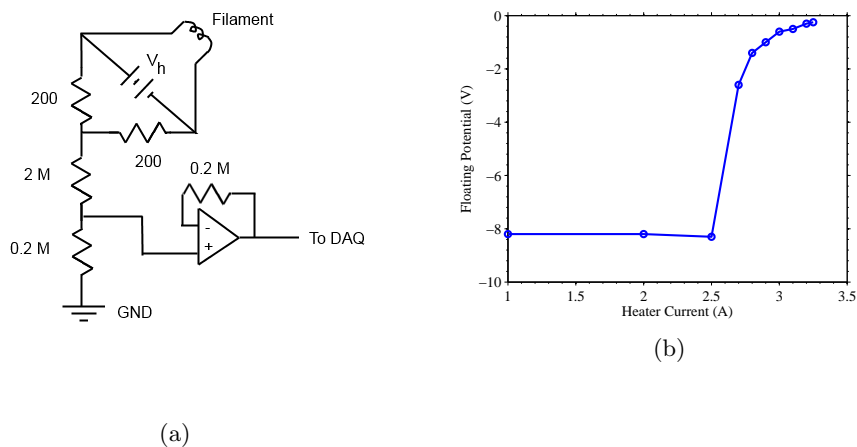 Filament
V_h
200
200
2 M
0.2 M
-
+
To DAQ
0.2 M
GND
(a)
0
−2
−4
−6
−8
−10
Floating Potential (V)
1
1.5
2
2.5
3
3.5
Heater Current (A)
(b)